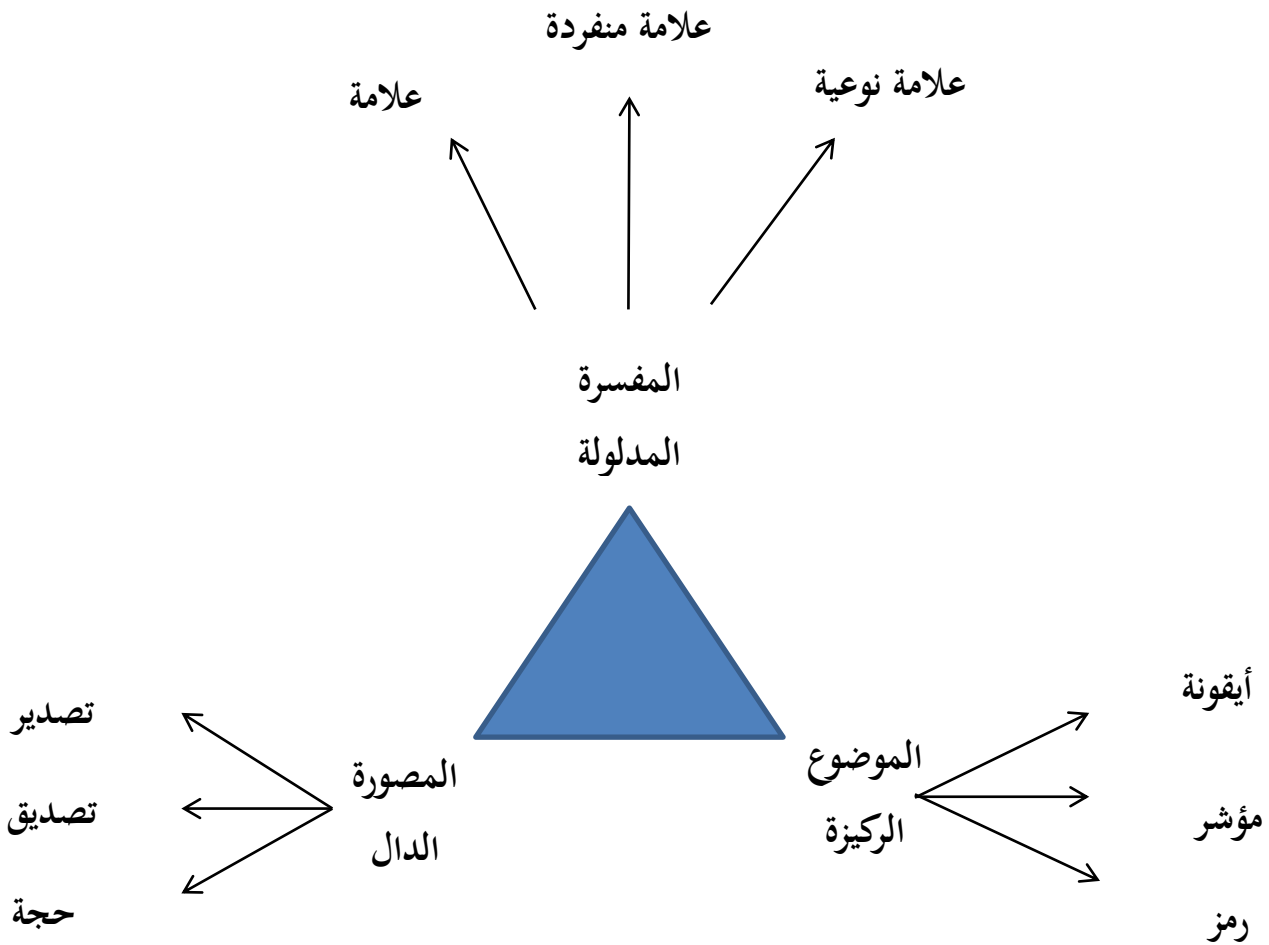 علامة منفردة
علامة نوعية
علامة
المفسرة
المدلولة
أيقونة
مؤشر
رمز
الموضوع
الركيزة
المصورة
الدال
تصدير
تصديق
حجة